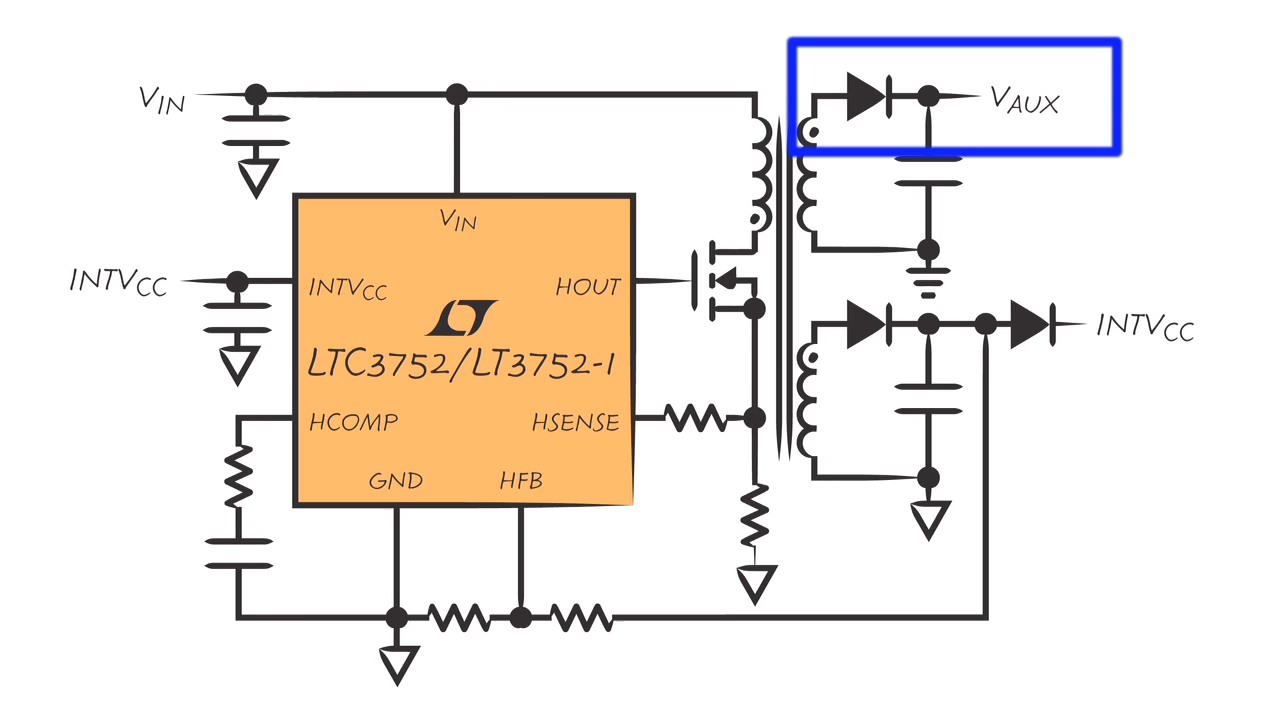 VIN
VAUX
VIN
INTVCC
INTVCC
HOUT
LTC3752/LT3752-1
INTVCC
HCOMP
HSENSE
GND
HFB